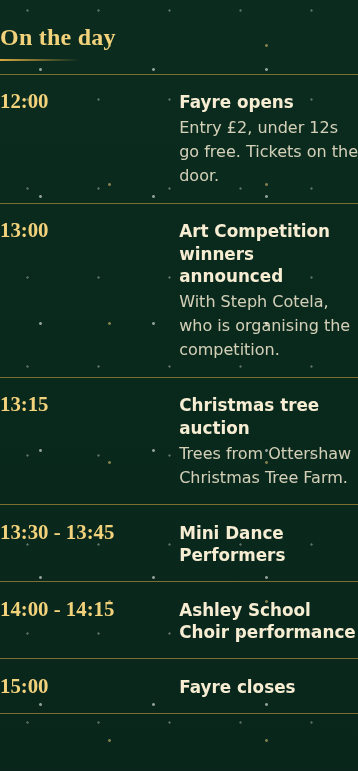 On the day
12:00
Fayre opens
Entry £2, under 12s
go free. Tickets on the
door.
13:00
Art Competition
winners
announced
With Steph Cotela,
who is organising the
competition.
13:15
Christmas tree
auction
Trees from Ottershaw
Christmas Tree Farm.
13:30 - 13:45
Mini Dance
Performers
14:00 - 14:15
Ashley School
Choir performance
15:00
Fayre closes